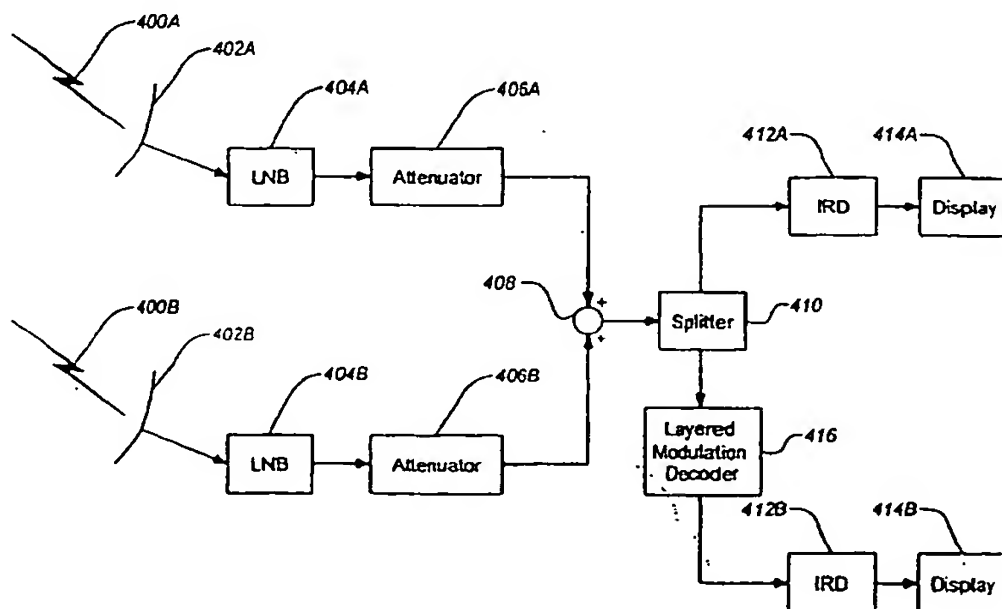 400A
402A
404A
406A
LNB
Attenuator
412A
414A
IRD
Display
408
+
+
Splitter
410
400B
402B
404B
406B
LNB
Attenuator
Layered
Modulation
Decoder
416
412B
414B
IRD
Display